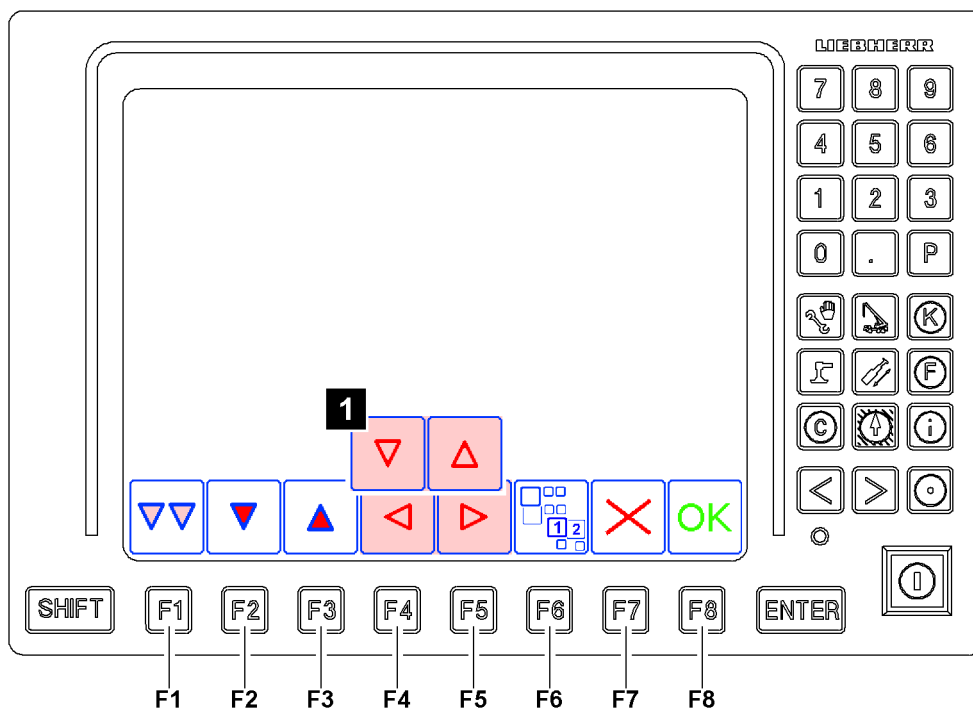 LIEBHERR
7 8 9
4 5 6
1 2 3
0 . P
K
F
C i
< >
1
1 2
OK
SHIFT F1 F2 F3 F4 F5 F6 F7 F8 ENTER
F1 F2 F3 F4 F5 F6 F7 F8